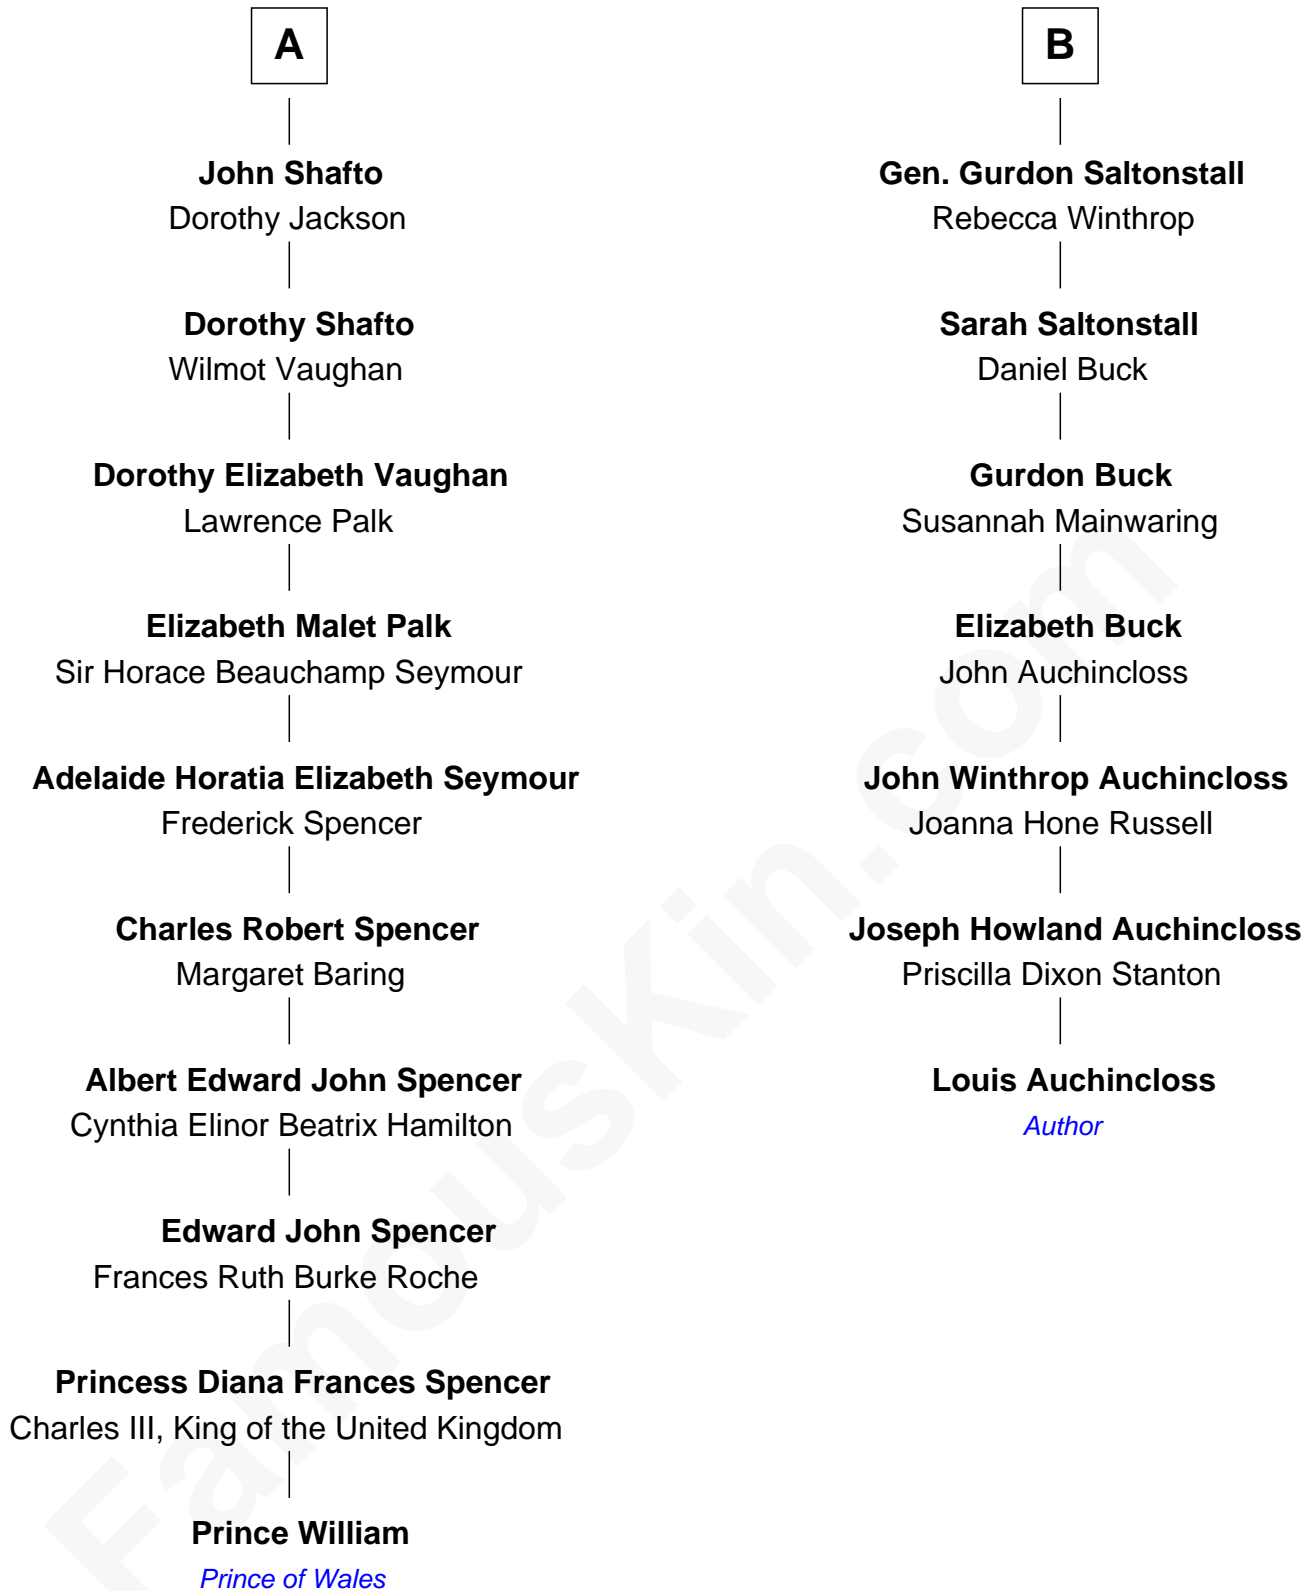 A
John Shafto
Dorothy Jackson
Dorothy Shafto
Wilmot Vaughan
Dorothy Elizabeth Vaughan
Lawrence Palk
Elizabeth Malet Palk
Sir Horace Beauchamp Seymour
Adelaide Horatia Elizabeth Seymour
Frederick Spencer
Charles Robert Spencer
Margaret Baring
Albert Edward John Spencer
Cynthia Elinor Beatrix Hamilton
Edward John Spencer
Frances Ruth Burke Roche
Princess Diana Frances Spencer
Charles III, King of the United Kingdom
Prince William
Prince of Wales
B
Gen. Gurdon Saltonstall
Rebecca Winthrop
Sarah Saltonstall
Daniel Buck
Gurdon Buck
Susannah Mainwaring
Elizabeth Buck
John Auchincloss
John Winthrop Auchincloss
Joanna Hone Russell
Joseph Howland Auchincloss
Priscilla Dixon Stanton
Louis Auchincloss
Author
FamousKin.com